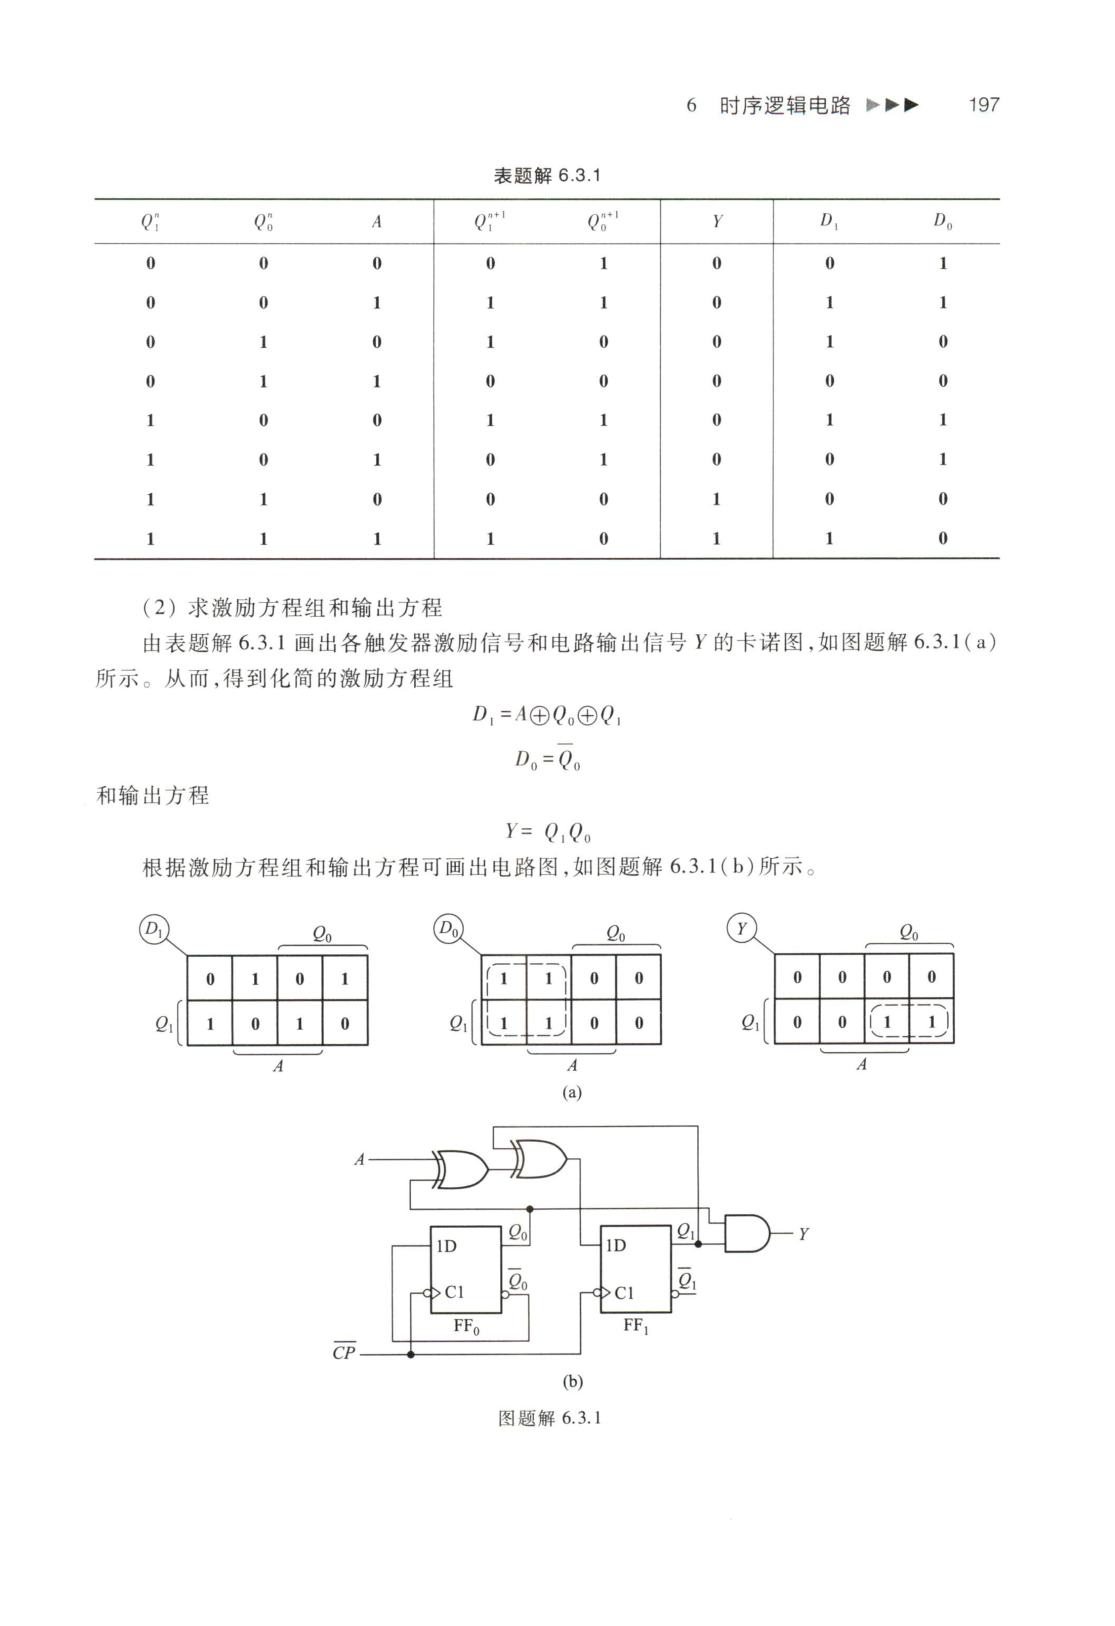 6 时序逻辑电路 197
表题解 6.3.1
Q₁ⁿ Q₀ⁿ A Q₁ⁿ⁺¹ Q₀ⁿ⁺¹ Y D₁ D₀
0 0 0 0 1 0 0 1
0 0 1 1 1 0 1 1
0 1 0 1 0 0 1 0
0 1 1 0 0 0 0 0
1 0 0 1 1 0 1 1
1 0 1 0 1 0 0 1
1 1 0 0 0 1 0 0
1 1 1 1 0 1 1 0
(2) 求激励方程组和输出方程
由表题解 6.3.1 画出各触发器激励信号和电路输出信号 Y 的卡诺图,如图题解 6.3.1(a)
所示。从而,得到化简的激励方程组
D₁=A⊕Q₀⊕Q₁
D₀=Q̅₀
和输出方程
Y= Q₁Q₀
根据激励方程组和输出方程可画出电路图,如图题解 6.3.1(b)所示。
D₁ Q₀ D₀ Q₀ Y Q₀
0 1 0 1 1 1 0 0 0 0 0 0
Q₁ 1 0 1 0 Q₁ 1 1 0 0 Q₁ 0 0 1 1
A A A
(a)
A
Q₀ Q₁ Y
1D 1D
Q̅₀ Q̅₁
C1 C1
FF₀ FF₁
C̅P̅
(b)
图题解 6.3.1